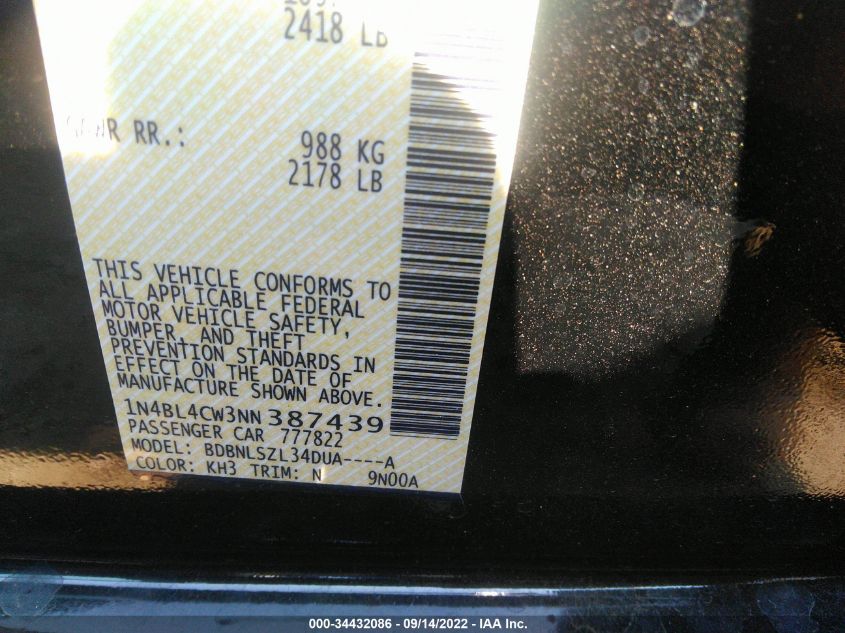 2418 LB
RR.:
988 KG
2178 LB
THIS VEHICLE CONFORMS TO
ALL APPLICABLE FEDERAL
MOTOR VEHICLE SAFETY,
BUMPER, AND THEFT
PREVENTION STANDARDS IN
EFFECT ON THE DATE OF
MANUFACTURE SHOWN ABOVE.
1N4BL4CW3NN 387439
PASSENGER CAR 777822
MODEL: BDBNLSZL34DUA----A
COLOR: KH3 TRIM: N 9N00A
000-34432086 - 09/14/2022 - IAA Inc.